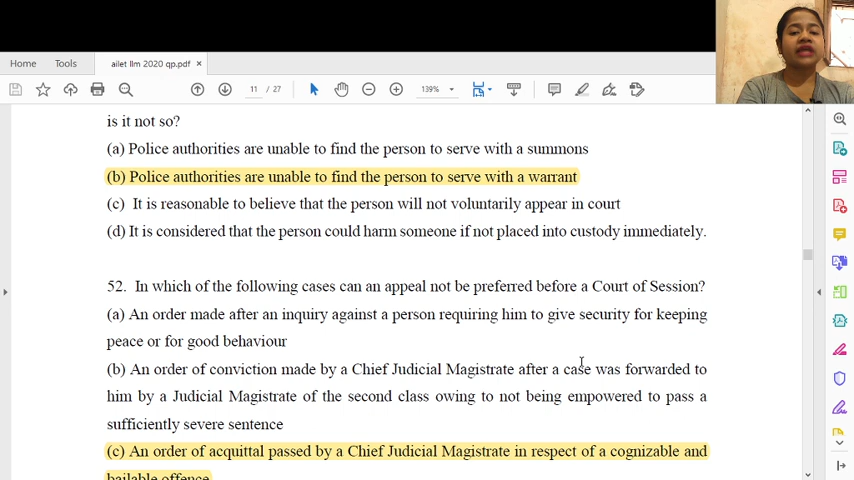 Home
Tools
ailet llm 2020 qp.pdf ×
11 / 27
139%
is it not so?
(a) Police authorities are unable to find the person to serve with a summons
(b) Police authorities are unable to find the person to serve with a warrant
(c) It is reasonable to believe that the person will not voluntarily appear in court
(d) It is considered that the person could harm someone if not placed into custody immediately.
52. In which of the following cases can an appeal not be preferred before a Court of Session?
(a) An order made after an inquiry against a person requiring him to give security for keeping
peace or for good behaviour
(b) An order of conviction made by a Chief Judicial Magistrate after a case was forwarded to
him by a Judicial Magistrate of the second class owing to not being empowered to pass a
sufficiently severe sentence
(c) An order of acquittal passed by a Chief Judicial Magistrate in respect of a cognizable and
bailable offence